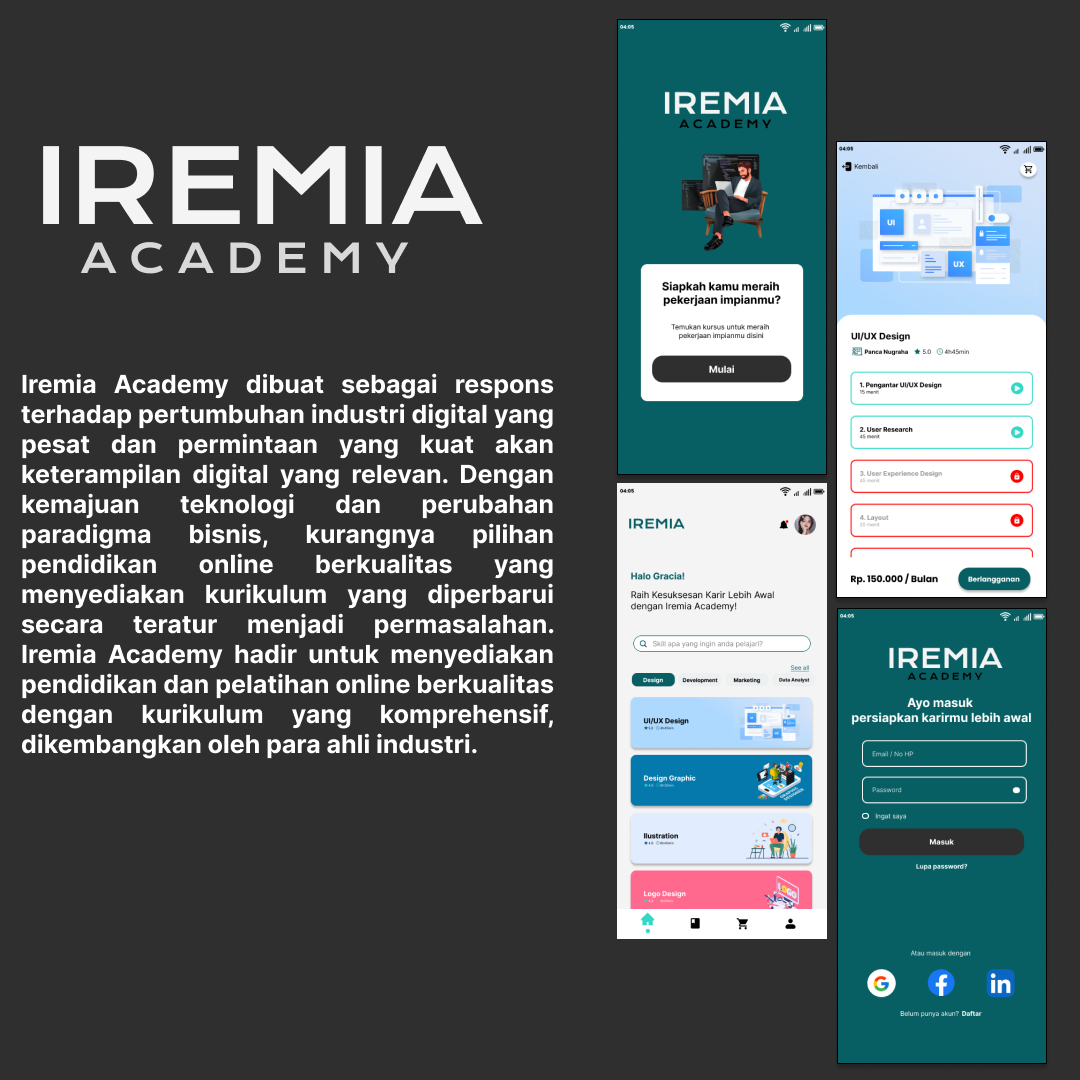 IREMIA
ACADEMY
Iremia Academy dibuat sebagai respons
terhadap pertumbuhan industri digital yang
pesat dan permintaan yang kuat akan
keterampilan digital yang relevan. Dengan
kemajuan teknologi dan perubahan
paradigma bisnis, kurangnya pilihan
pendidikan online berkualitas yang
menyediakan kurikulum yang diperbarui
secara teratur menjadi permasalahan.
Iremia Academy hadir untuk menyediakan
pendidikan dan pelatihan online berkualitas
dengan kurikulum yang komprehensif,
dikembangkan oleh para ahli industri.
04:05
IREMIA
ACADEMY
Siapkah kamu meraih
pekerjaan impianmu?
Temukan kursus untuk meraih
pekerjaan impianmu disini
Mulai
04:05
IREMIA
Halo Gracia!
Raih Kesuksesan Karir Lebih Awal
dengan Iremia Academy!
Skill apa yang ingin anda pelajari?
See all
Design Development Marketing Data Analyst
UI/UX Design
5.0
Design Graphic
Ilustration
Logo Design
LOGO
04:05
Kembali
UI
UX
UI/UX Design
Panca Nugraha 5.0 4h45min
1. Pengantar UI/UX Design
15 menit
2. User Research
45 menit
3. User Experience Design
45 menit
4. Layout
Rp. 150.000 / Bulan Berlangganan
04:05
IREMIA
ACADEMY
Ayo masuk
persiapkan karirmu lebih awal
Email / No HP
Password
Ingat saya
Masuk
Lupa password?
Atau masuk dengan
G f in
Belum punya akun? Daftar